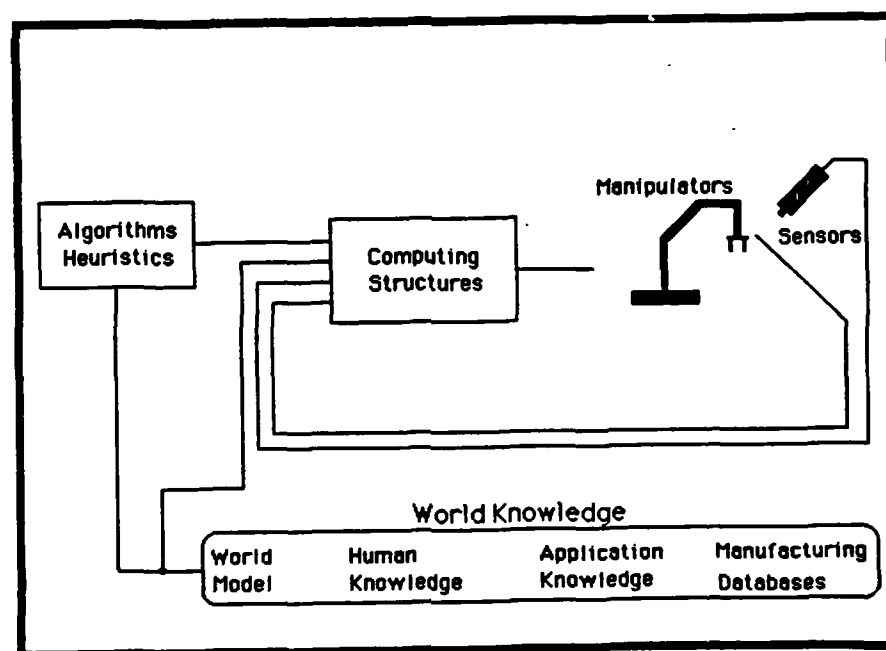 Manipulators
Sensors
Algorithms
Heuristics
Computing
Structures
World Knowledge
World Model
Human Knowledge
Application Knowledge
Manufacturing Databases